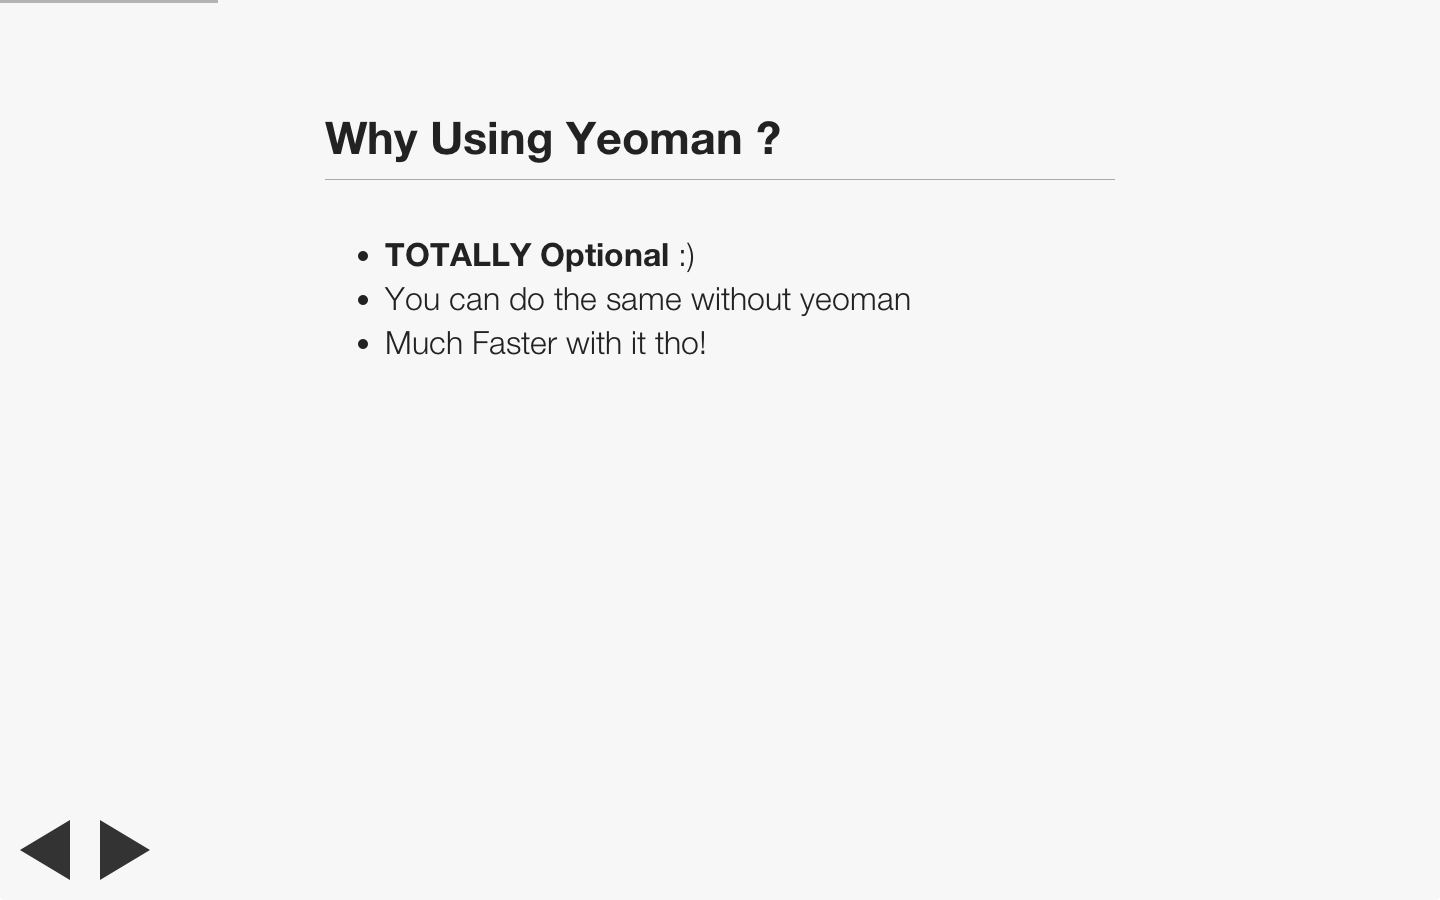 Why Using Yeoman ?
TOTALLY Optional :)
You can do the same without yeoman
Much Faster with it tho!